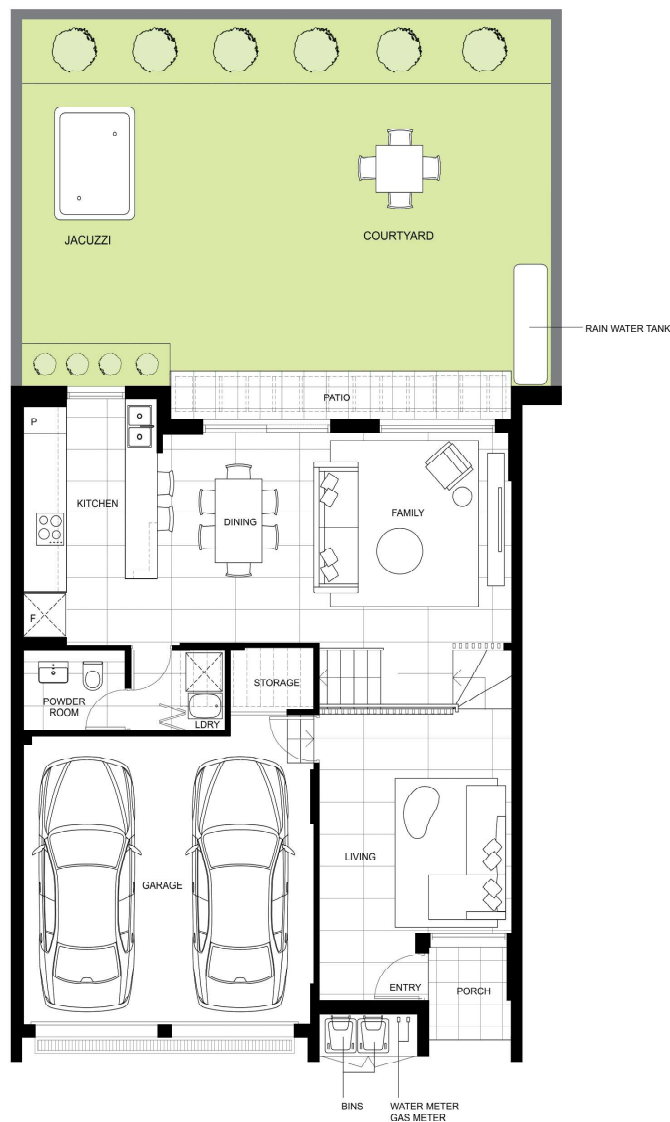 JACUZZI
COURTYARD
RAIN WATER TANK
PATIO
P
KITCHEN
DINING
FAMILY
F
POWDER
ROOM
LDRY
STORAGE
LIVING
GARAGE
ENTRY
PORCH
BINS
WATER METER
GAS METER